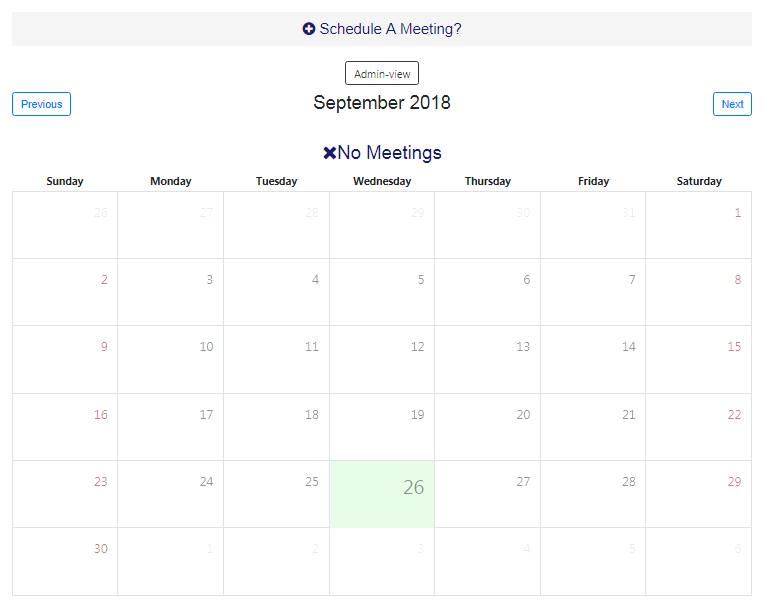 Schedule A Meeting?
Admin-view
Previous September 2018 Next
No Meetings
Sunday Monday Tuesday Wednesday Thursday Friday Saturday
26 27 28 29 30 31 1
2 3 4 5 6 7 8
9 10 11 12 13 14 15
16 17 18 19 20 21 22
23 24 25 26 27 28 29
30 1 2 3 4 5 6